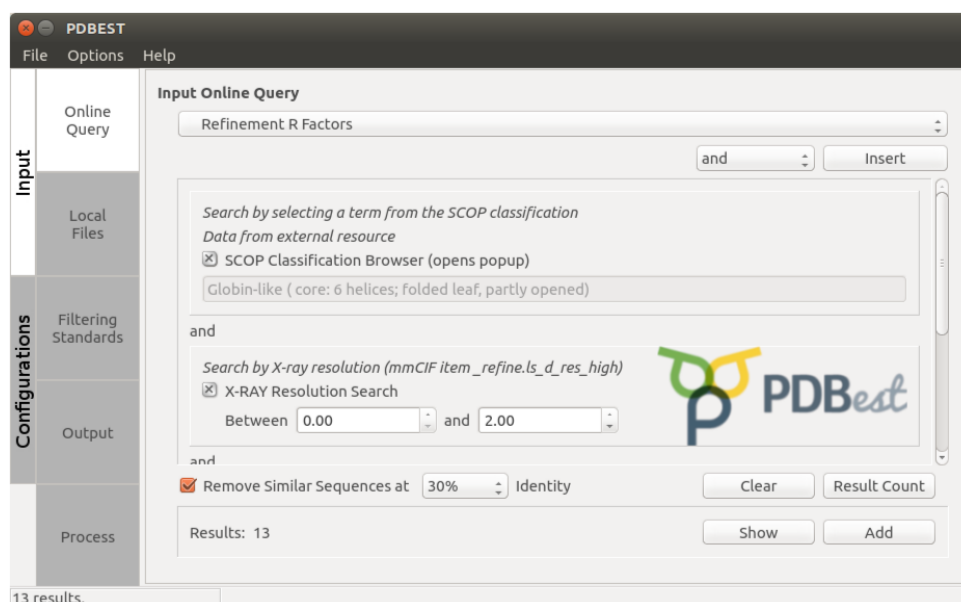 PDBEST
File Options Help
Input
Configurations
Online
Query
Local
Files
Filtering
Standards
Output
Process
Input Online Query
Refinement R Factors
and
Insert
Search by selecting a term from the SCOP classification
Data from external resource
SCOP Classification Browser (opens popup)
Globin-like ( core: 6 helices; folded leaf, partly opened)
and
Search by X-ray resolution (mmCIF item _refine.ls_d_res_high)
X-RAY Resolution Search
Between 0.00 and 2.00
PDBest
and
Remove Similar Sequences at 30% Identity
Clear
Result Count
Results: 13
Show
Add
13 results.